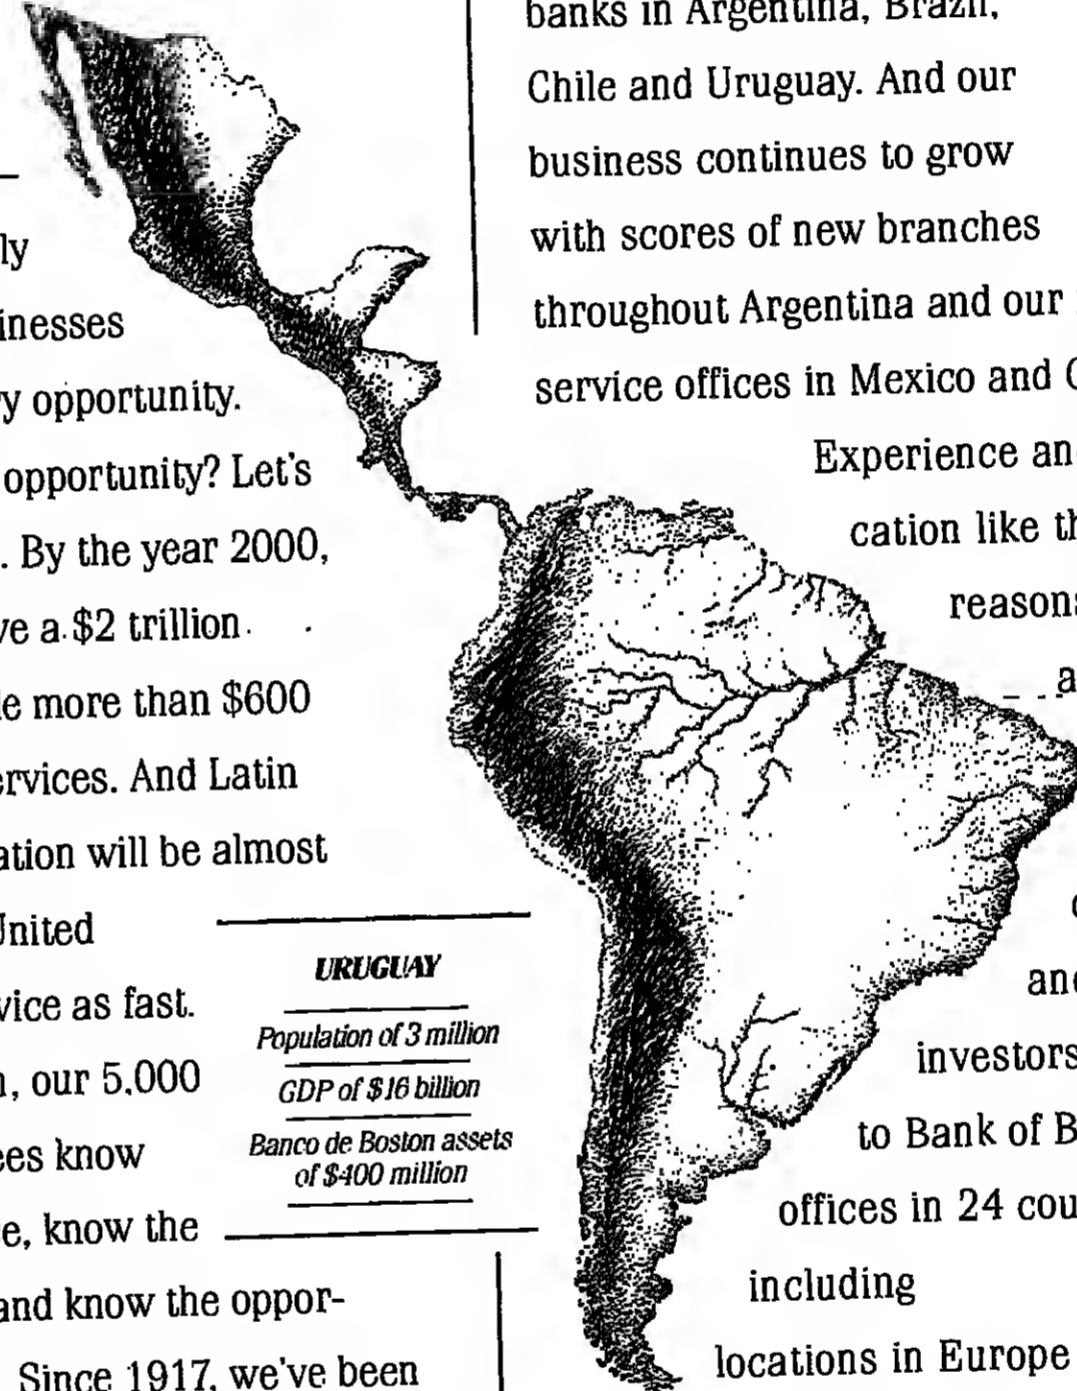 ly
inesses
y opportunity.
opportunity? Let's
. By the year 2000,
ve a $2 trillion
le more than $600
ervices. And Latin
ation will be almost
United
vice as fast.
n, our 5,000
ees know
e, know the
and know the oppor-
Since 1917, we've been
URUGUAY
Population of 3 million
GDP of $16 billion
Banco de Boston assets
of $400 million
banks in Argentina, Brazil,
Chile and Uruguay. And our
business continues to grow
with scores of new branches
throughout Argentina and our
service offices in Mexico and
Experience an
cation like th
reasons
a
and
investors
to Bank of B
offices in 24 cou
including
locations in Europe